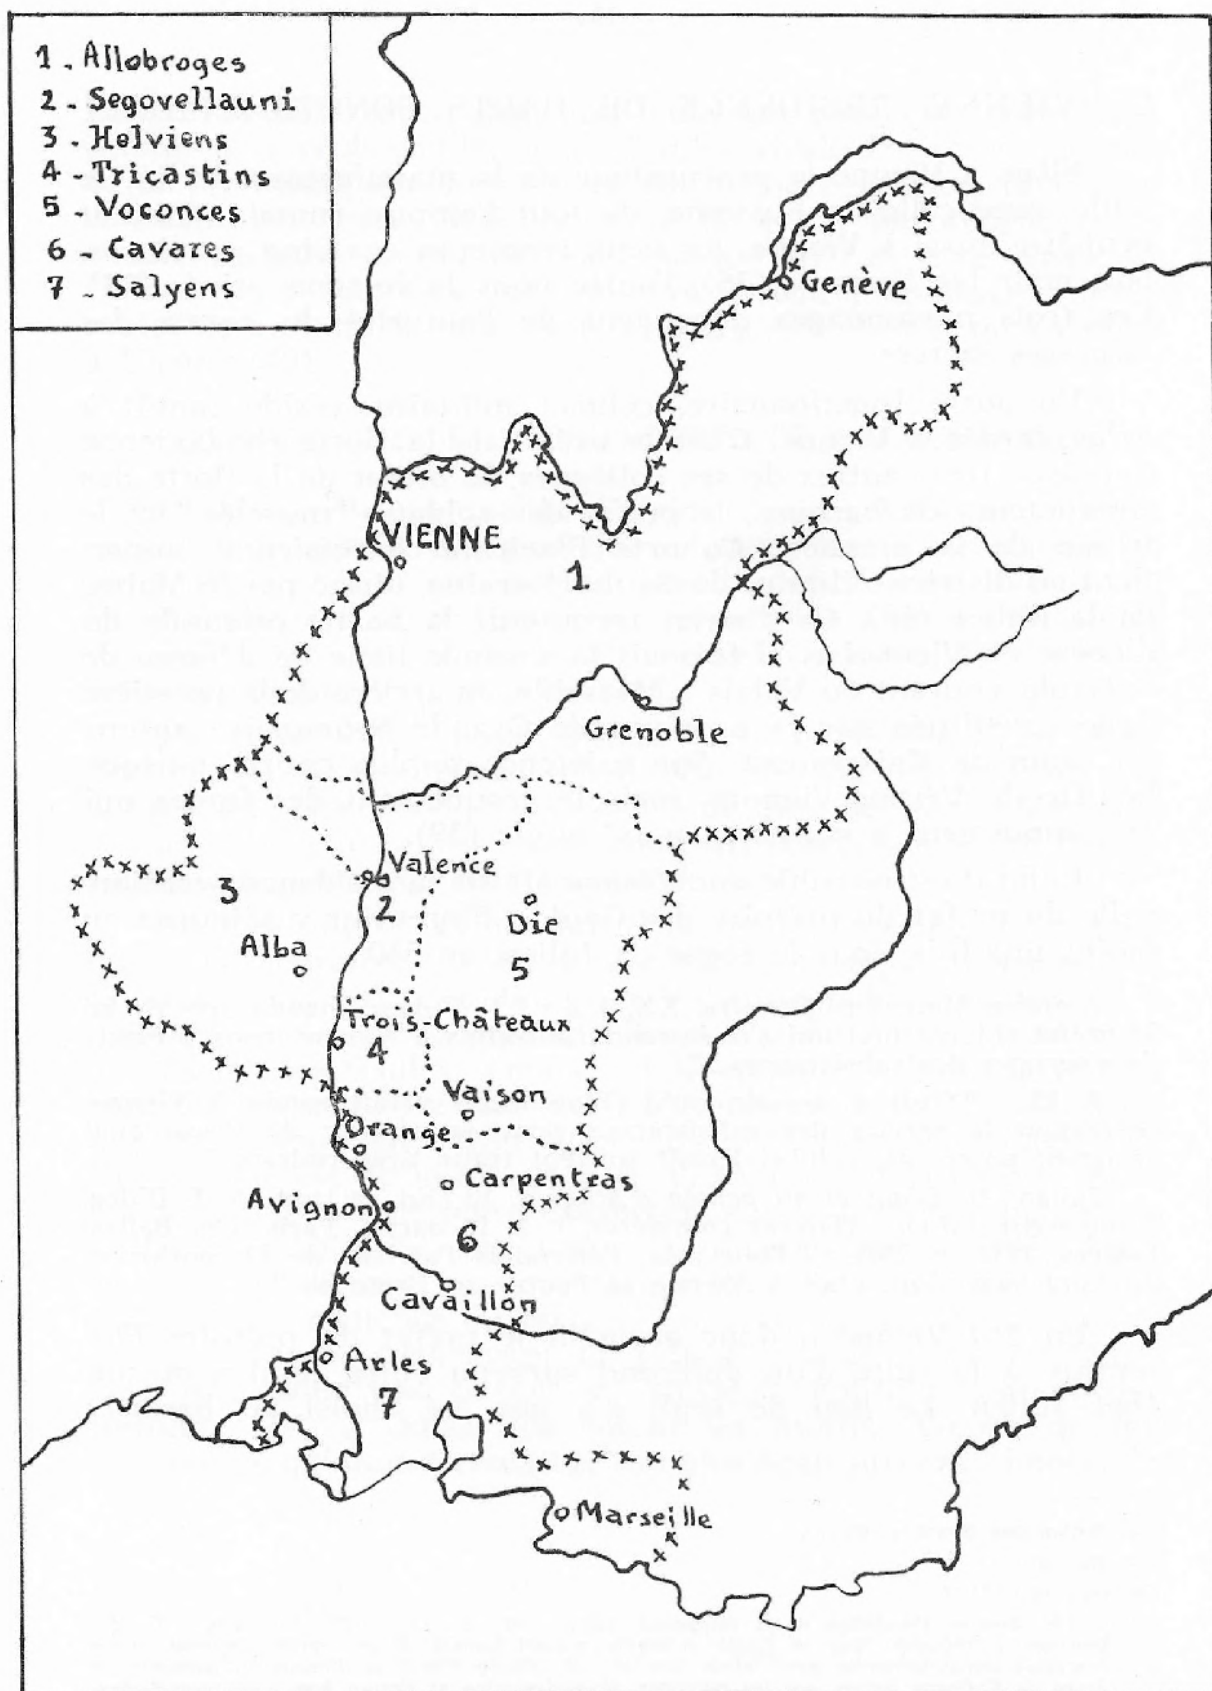 1 - Allobroges
2 - Segovellauni
3 - Helviens
4 - Tricastins
5 - Voconces
6 - Cavares
7 - Salyens
Genève
VIENNE
1
Grenoble
Valence
3
2
Die
Alba
5
Trois-Châteaux
4
Vaison
Orange
Carpentras
Avignon
6
Cavaillon
Arles
7
Marseille